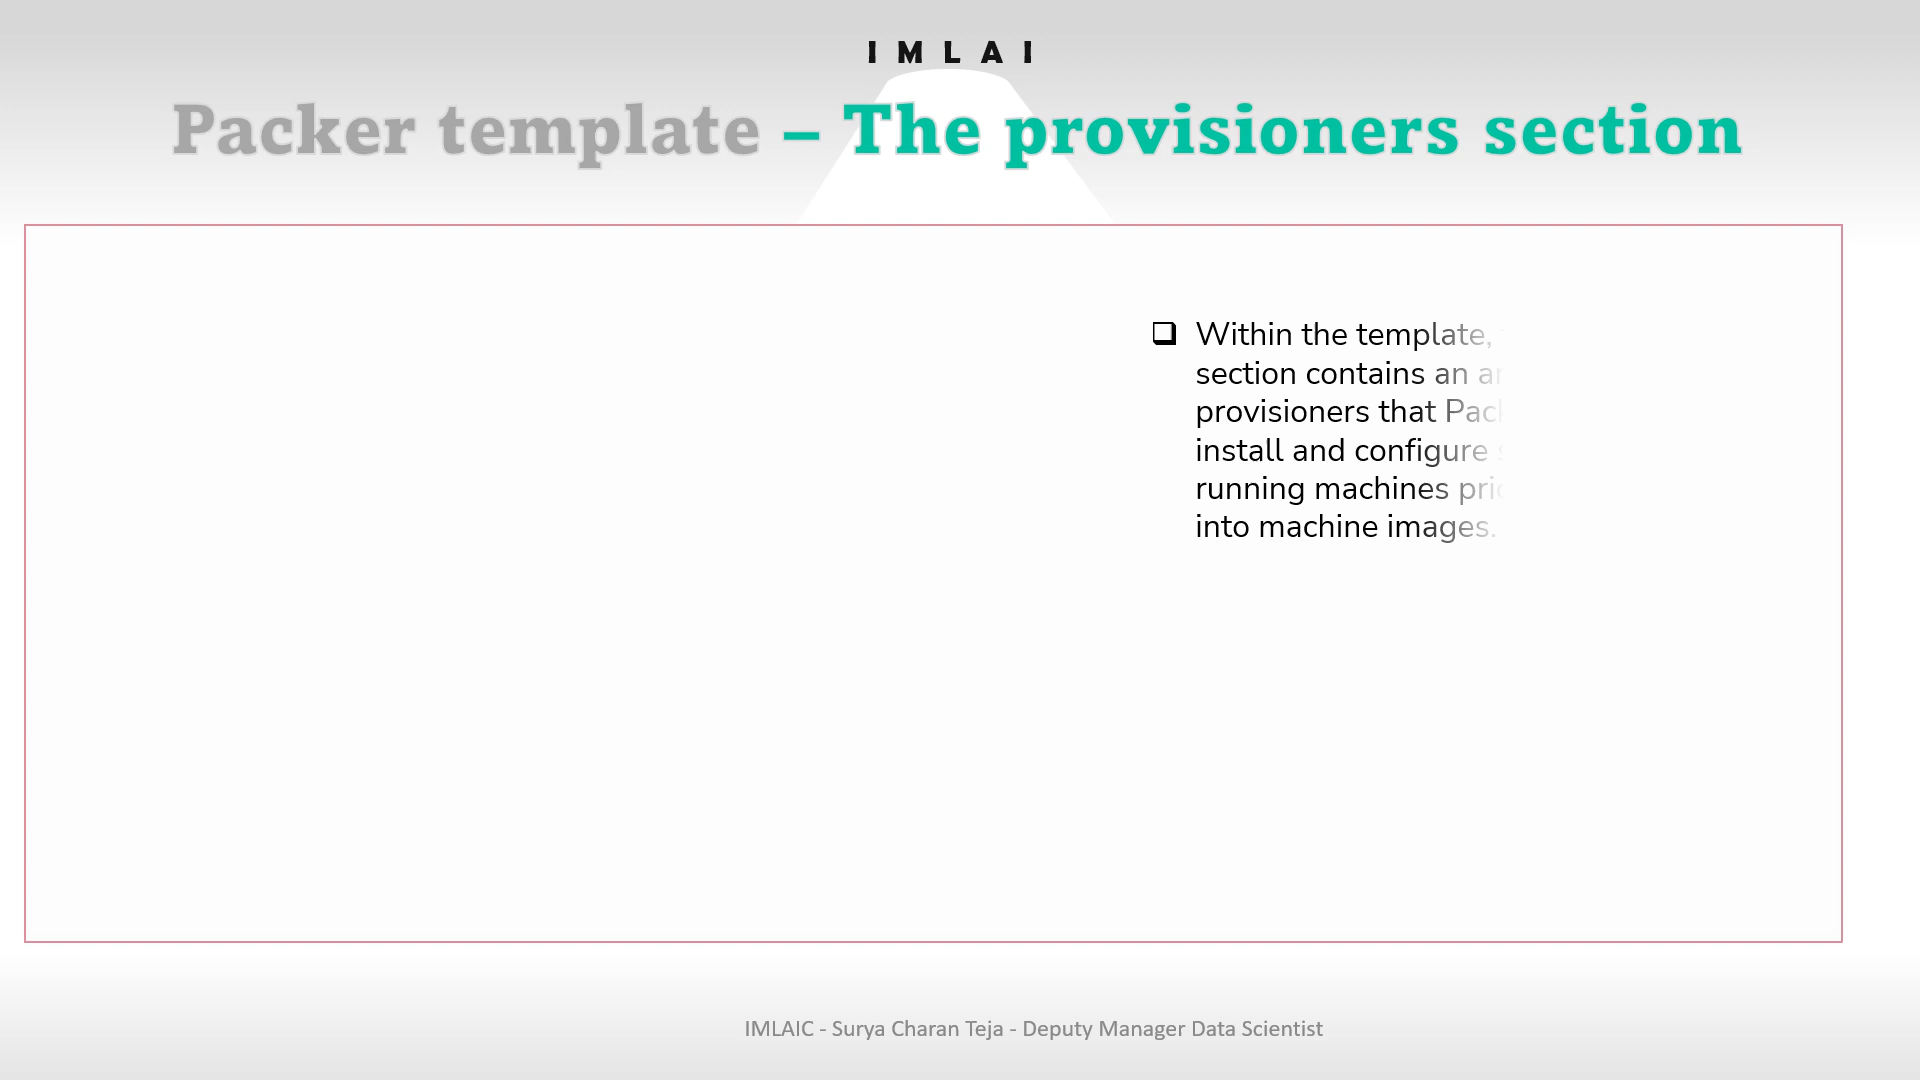 IMLAI
Packer template – The provisioners section
❑ Within the template,
section contains an
provisioners that
install and configure
running machines
into machine images.
IMLAIC - Surya Charan Teja - Deputy Manager Data Scientist